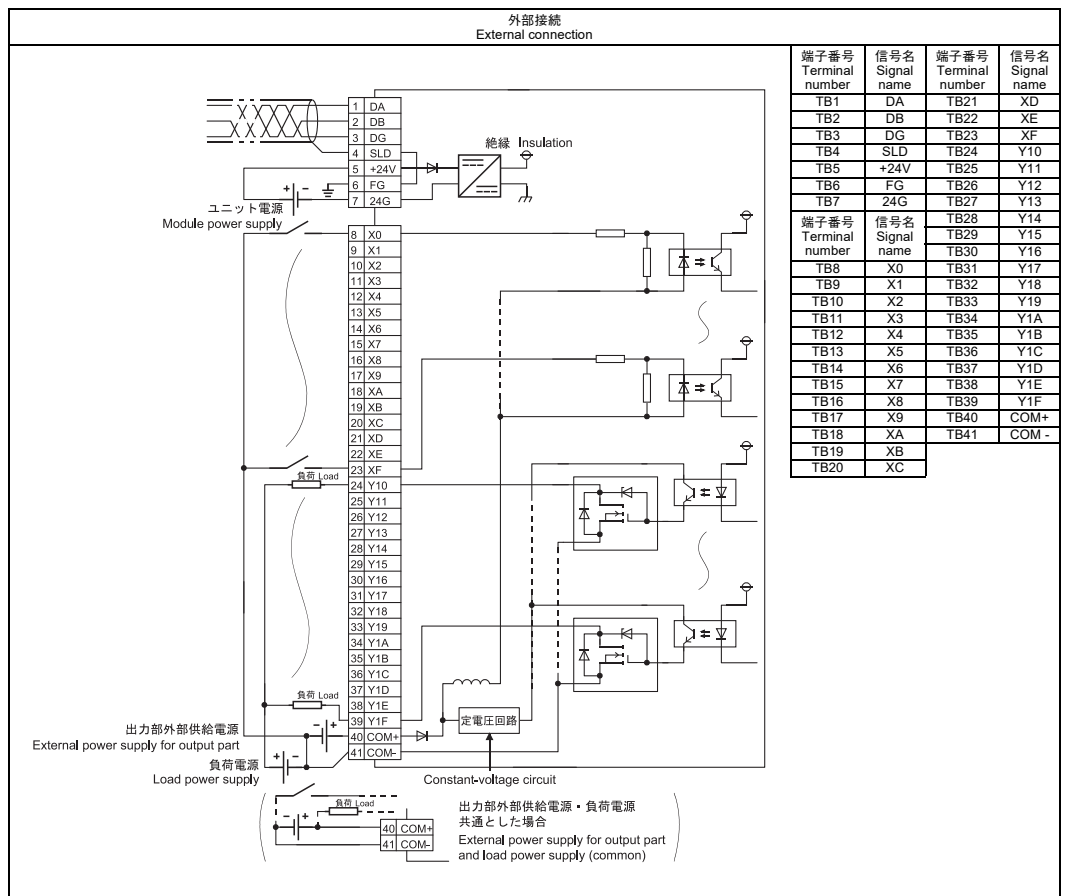 外部接続
External connection
端子番号 信号名 端子番号 信号名
Terminal Signal Terminal Signal
number name number name
TB1 DA TB21 XD
TB2 DB TB22 XE
TB3 DG TB23 XF
TB4 SLD TB24 Y10
TB5 +24V TB25 Y11
TB6 FG TB26 Y12
TB7 24G TB27 Y13
端子番号 信号名 TB28 Y14
Terminal Signal TB29 Y15
number name TB30 Y16
TB8 X0 TB31 Y17
TB9 X1 TB32 Y18
TB10 X2 TB33 Y19
TB11 X3 TB34 Y1A
TB12 X4 TB35 Y1B
TB13 X5 TB36 Y1C
TB14 X6 TB37 Y1D
TB15 X7 TB38 Y1E
TB16 X8 TB39 Y1F
TB17 X9 TB40 COM+
TB18 XA TB41 COM -
TB19 XB
TB20 XC
1 DA
2 DB
3 DG
4 SLD
5 +24V
6 FG
7 24G
絶縁 Insulation
+ -
ユニット電源
Module power supply
8 X0
9 X1
10 X2
11 X3
12 X4
13 X5
14 X6
15 X7
16 X8
17 X9
18 XA
19 XB
20 XC
21 XD
22 XE
23 XF
負荷 Load
24 Y10
25 Y11
26 Y12
27 Y13
28 Y14
29 Y15
30 Y16
31 Y17
32 Y18
33 Y19
34 Y1A
35 Y1B
36 Y1C
37 Y1D
38 Y1E
39 Y1F
40 COM+
41 COM-
負荷 Load
定電圧回路
Constant-voltage circuit
出力部外部供給電源
External power supply for output part
- +
負荷電源
Load power supply
+ -
負荷 Load
- +
40 COM+
41 COM-
出力部外部供給電源・負荷電源
共通とした場合
External power supply for output part
and load power supply (common)